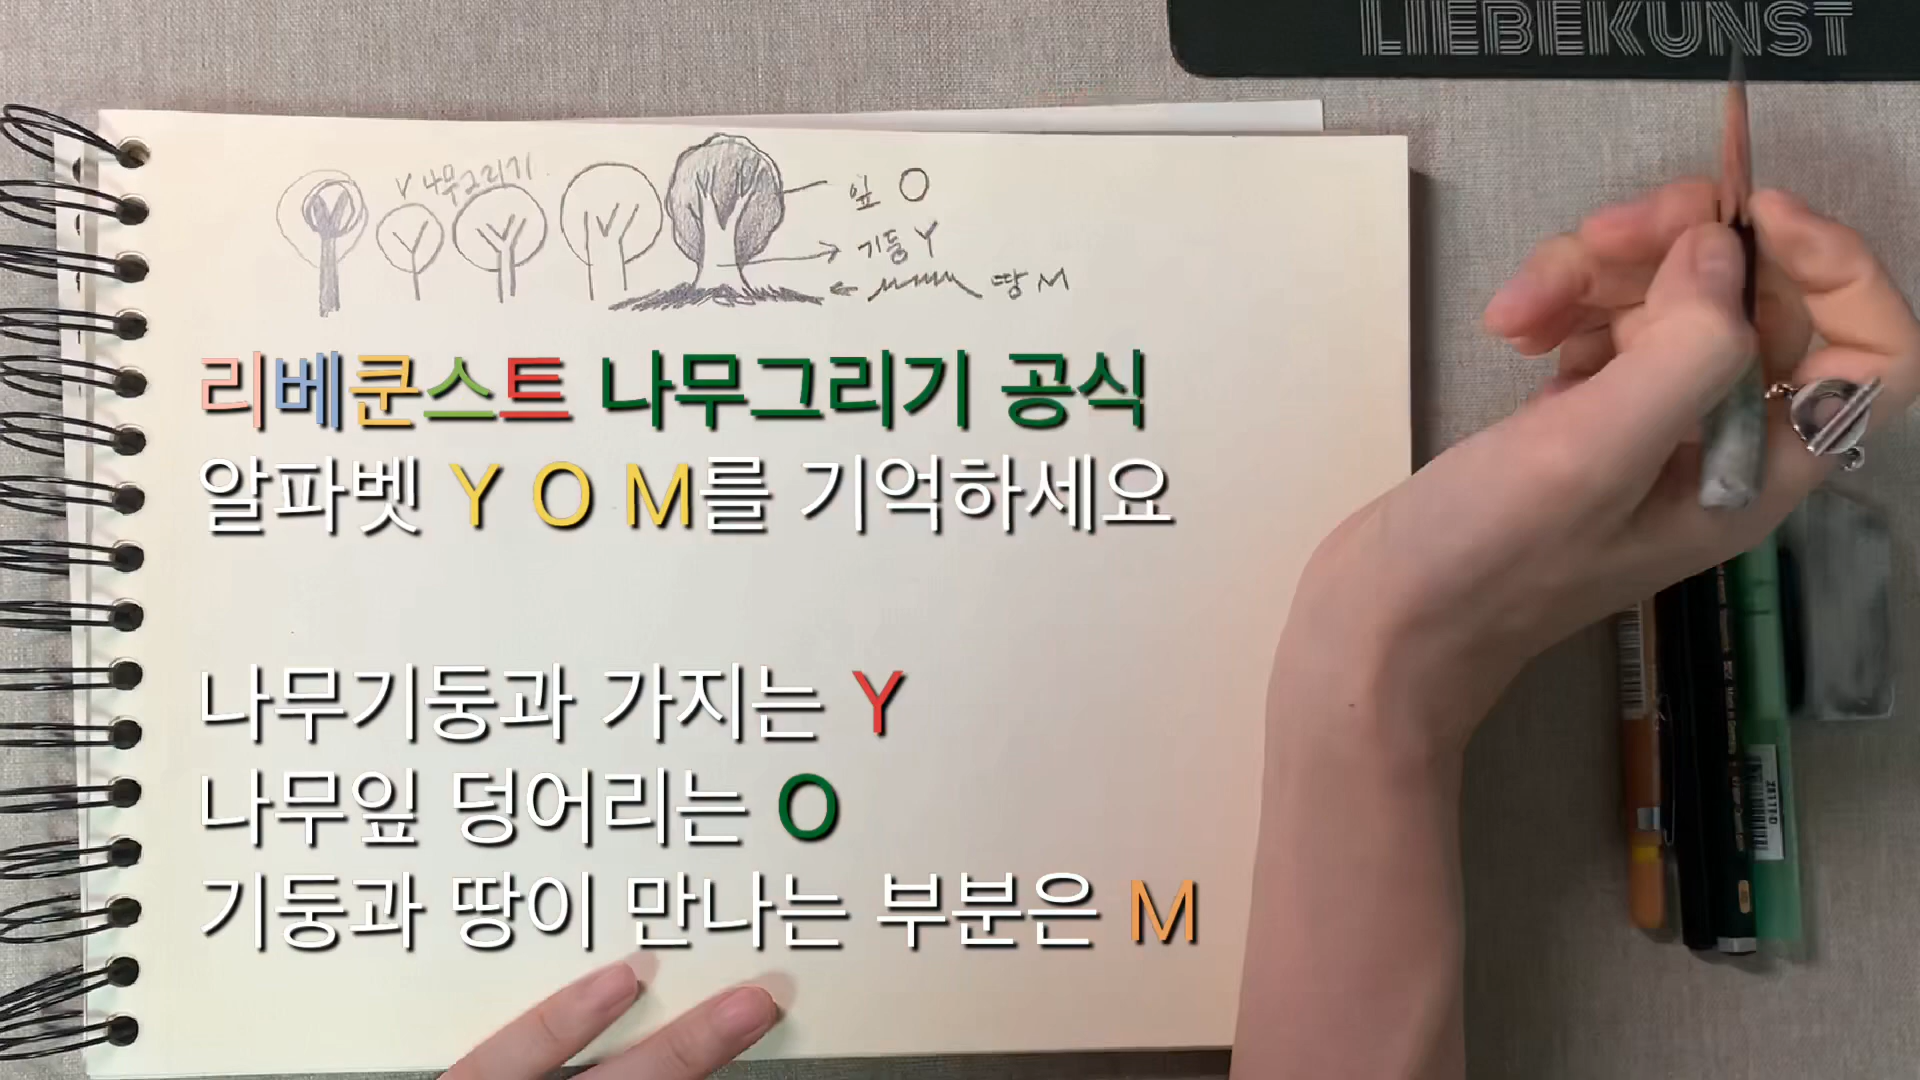 LIEBEKUNST
V 나무그리기
잎 O
기둥 Y
땅 M
리베쿤스트 나무그리기 공식
알파벳 Y O M를 기억하세요
나무기둥과 가지는 Y
나무잎 덩어리는 O
기둥과 땅이 만나는 부분은 M